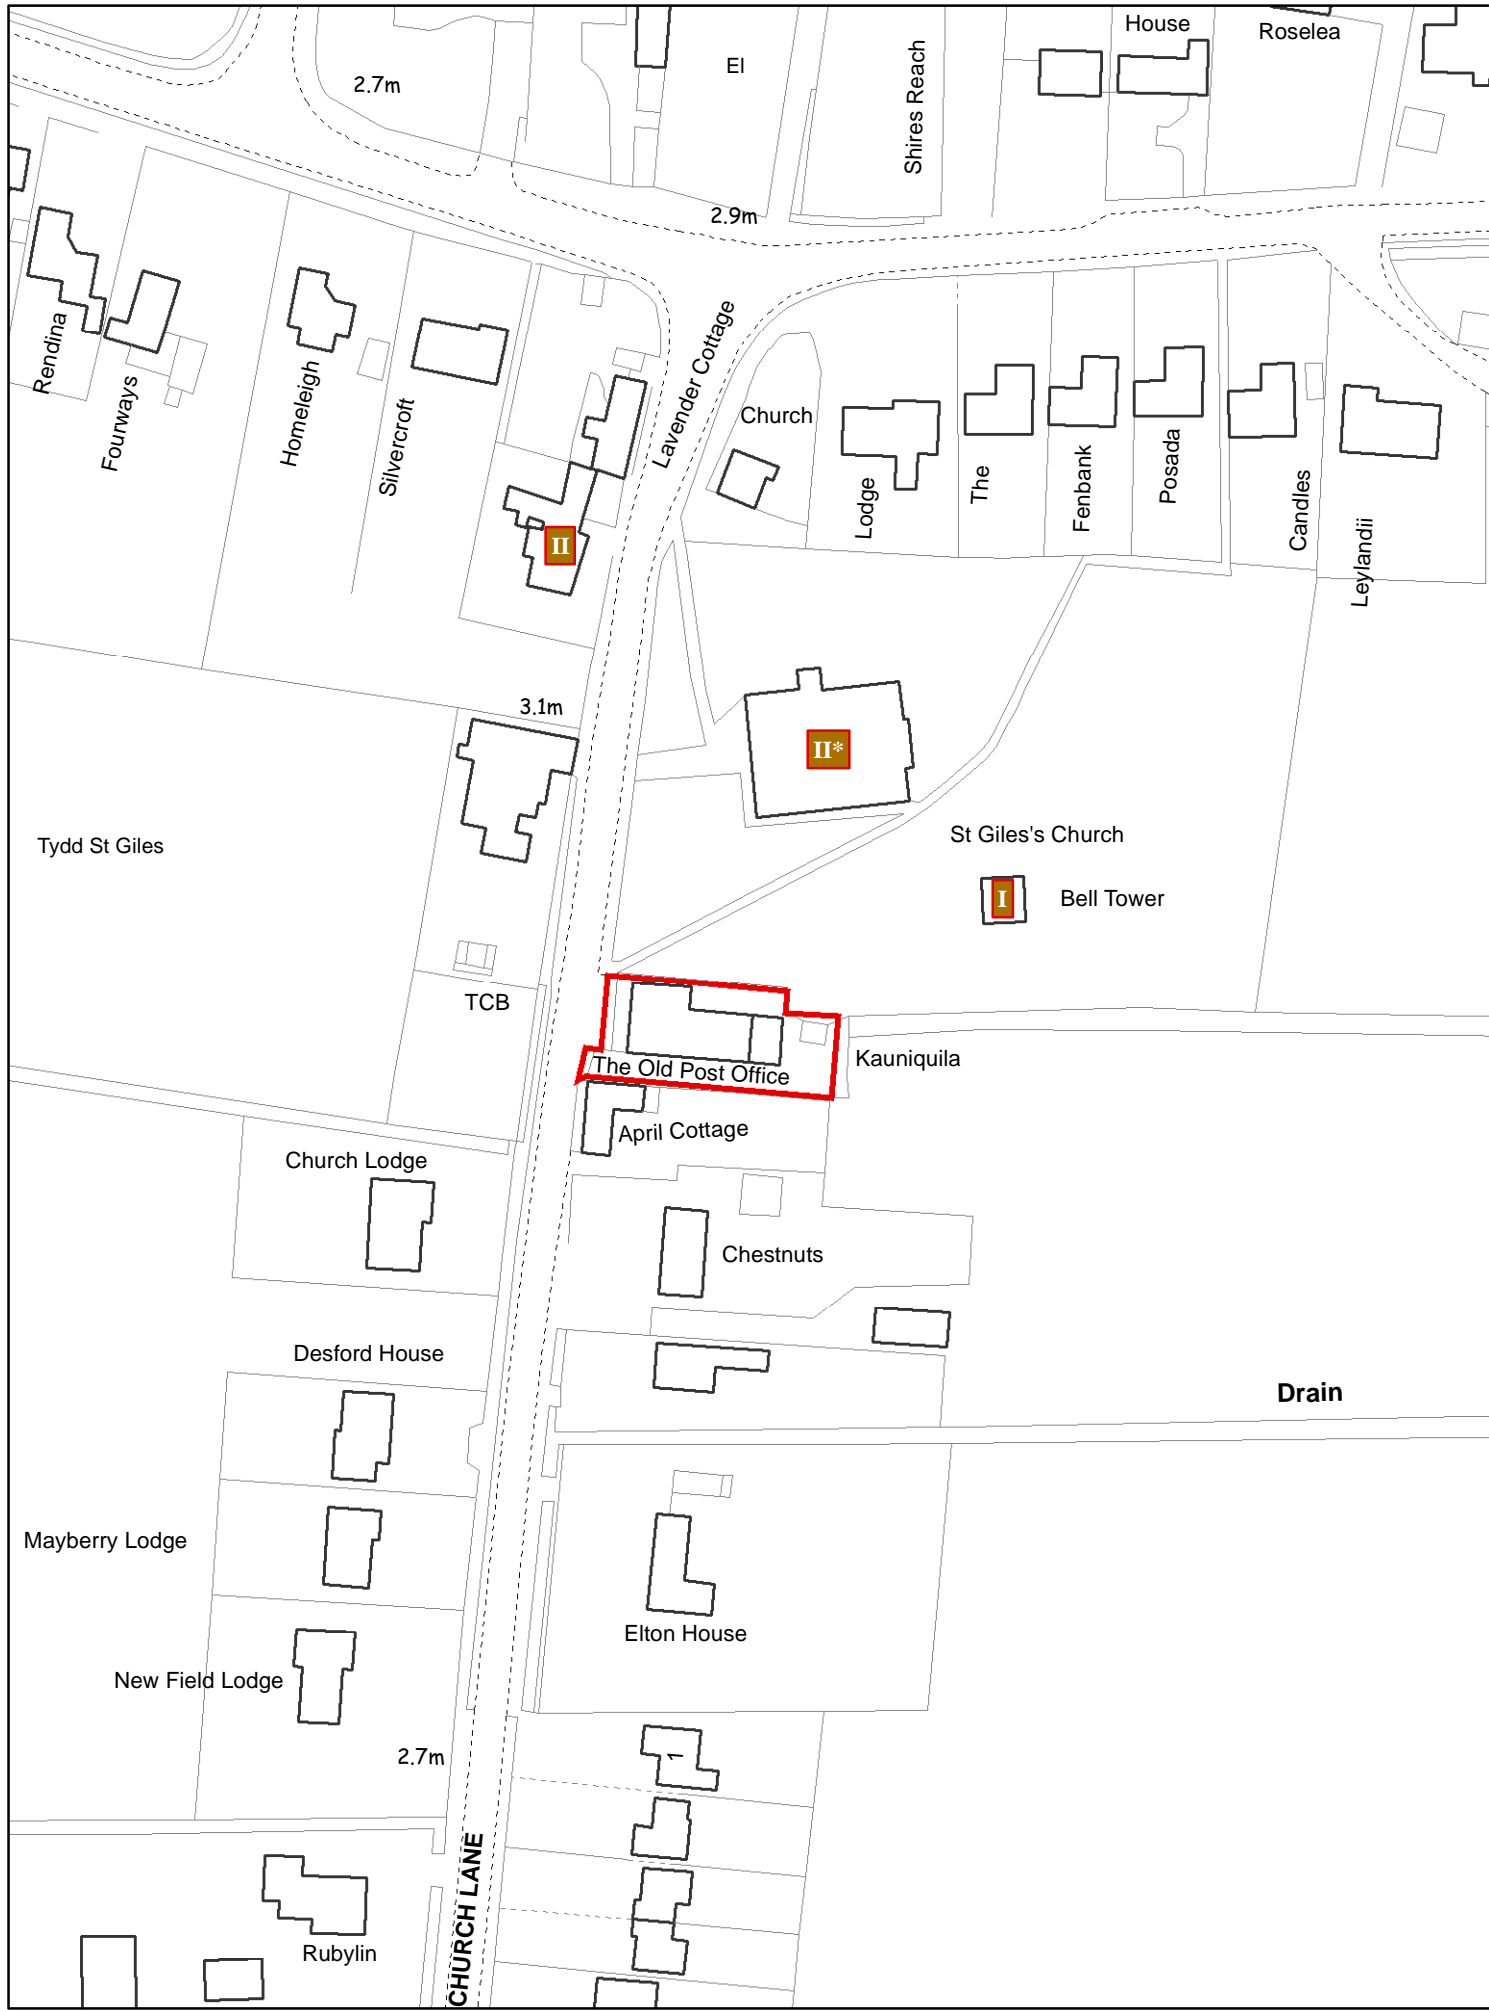 House
Roselea
El
2.7m
Shires Reach
2.9m
Rendina
Fourways
Homeleigh
Silvercroft
Lavender Cottage
Church
Lodge
The
Fenbank
Posada
Candles
Leylandii
II
3.1m
II*
Tydd St Giles
St Giles's Church
I
Bell Tower
TCB
The Old Post Office
Kauniquila
April Cottage
Church Lodge
Chestnuts
Desford House
Drain
Mayberry Lodge
Elton House
New Field Lodge
2.7m
1
CHURCH LANE
Rubylin